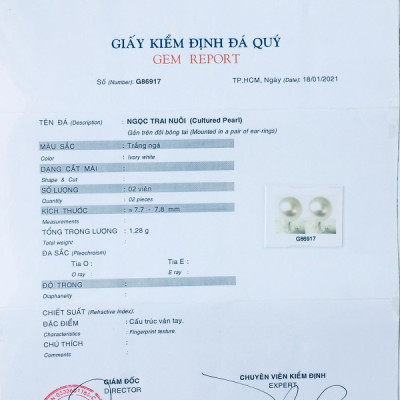 GIẤY KIỂM ĐỊNH ĐÁ QUÝ
GEM REPORT
Số (Number): G86917 TP.HCM, Ngày (Date): 18/01/2021
TÊN ĐÁ (Description) : NGỌC TRAI NUÔI (Cultured Pearl)
Gắn trên đôi bông tai (Mounted in a pair of ear-rings)
MÀU SẮC : Trắng ngà
Color : Ivory white
DẠNG CẮT MÀI :
Shape & Cut :
SỐ LƯỢNG : 02 viên
Quantity : 02 pieces
KÍCH THƯỚC : ≈ 7.7 - 7.8 mm
Measurements :
TỔNG TRỌNG LƯỢNG : 1,28 g
Total weight :
ĐA SẮC (Pleochroism)
Tia O : Tia E :
O ray : E ray :
ĐỘ TRONG :
Diaphaneity :
CHIẾT SUẤT (Refractive Index):
ĐẶC ĐIỂM : Cấu trúc vân tay.
Characteristics : Fingerprint texture.
CHÚ THÍCH :
Comments :
G86917
GIÁM ĐỐC
DIRECTOR
CHUYÊN VIÊN KIỂM ĐỊNH
EXPERT